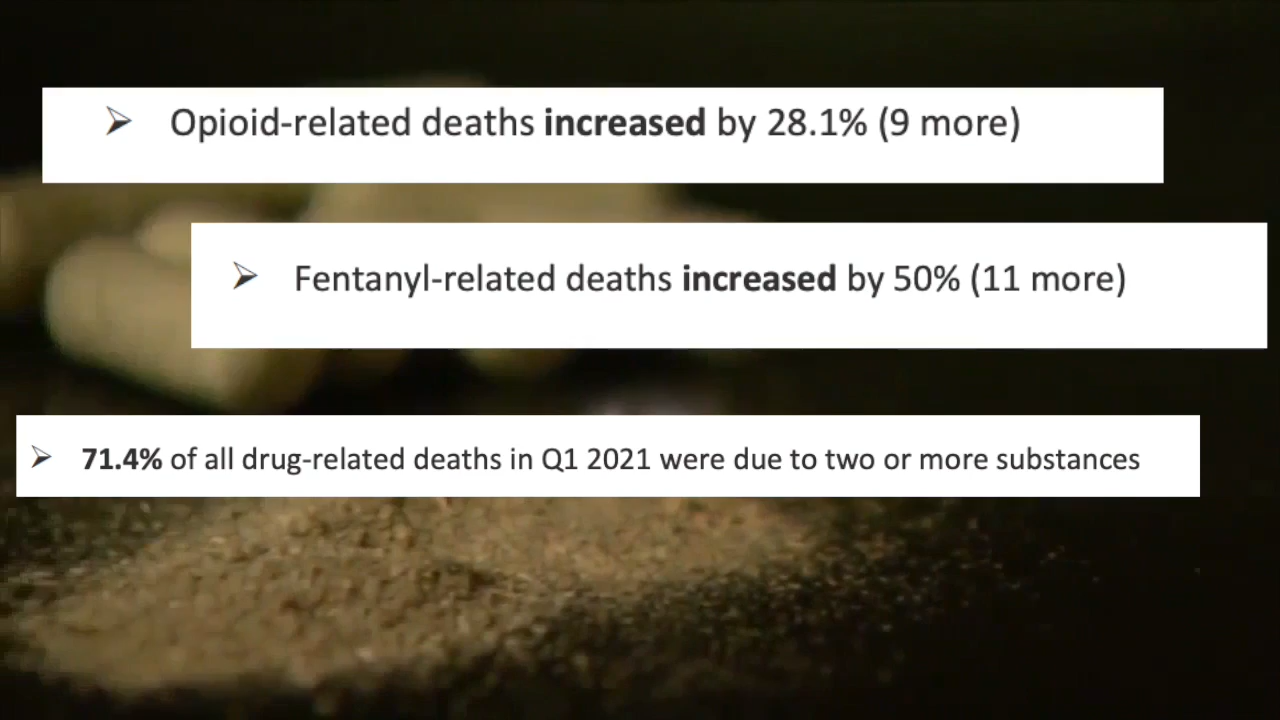 ➢ Opioid-related deaths increased by 28.1% (9 more)
➢ Fentanyl-related deaths increased by 50% (11 more)
➢ 71.4% of all drug-related deaths in Q1 2021 were due to two or more substances